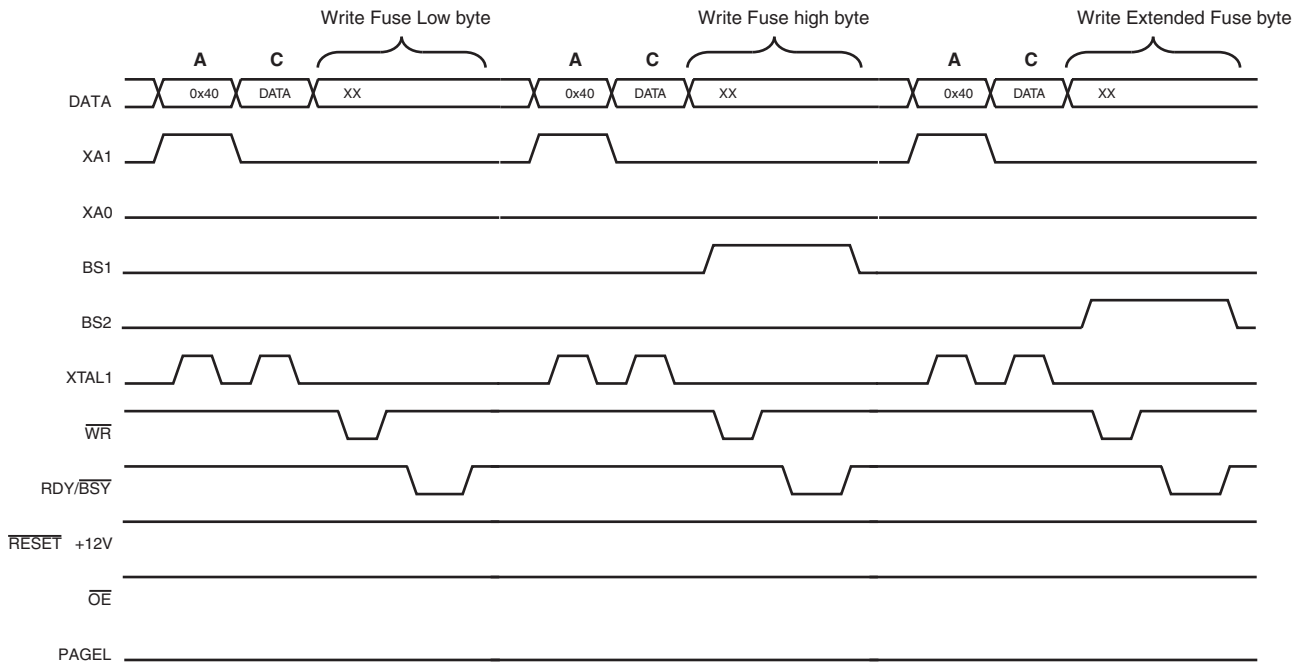 Write Fuse Low byte Write Fuse high byte Write Extended Fuse byte
A C A C A C
DATA 0x40 DATA XX 0x40 DATA XX 0x40 DATA XX
XA1
XA0
BS1
BS2
XTAL1
WR
RDY/BSY
RESET +12V
OE
PAGEL